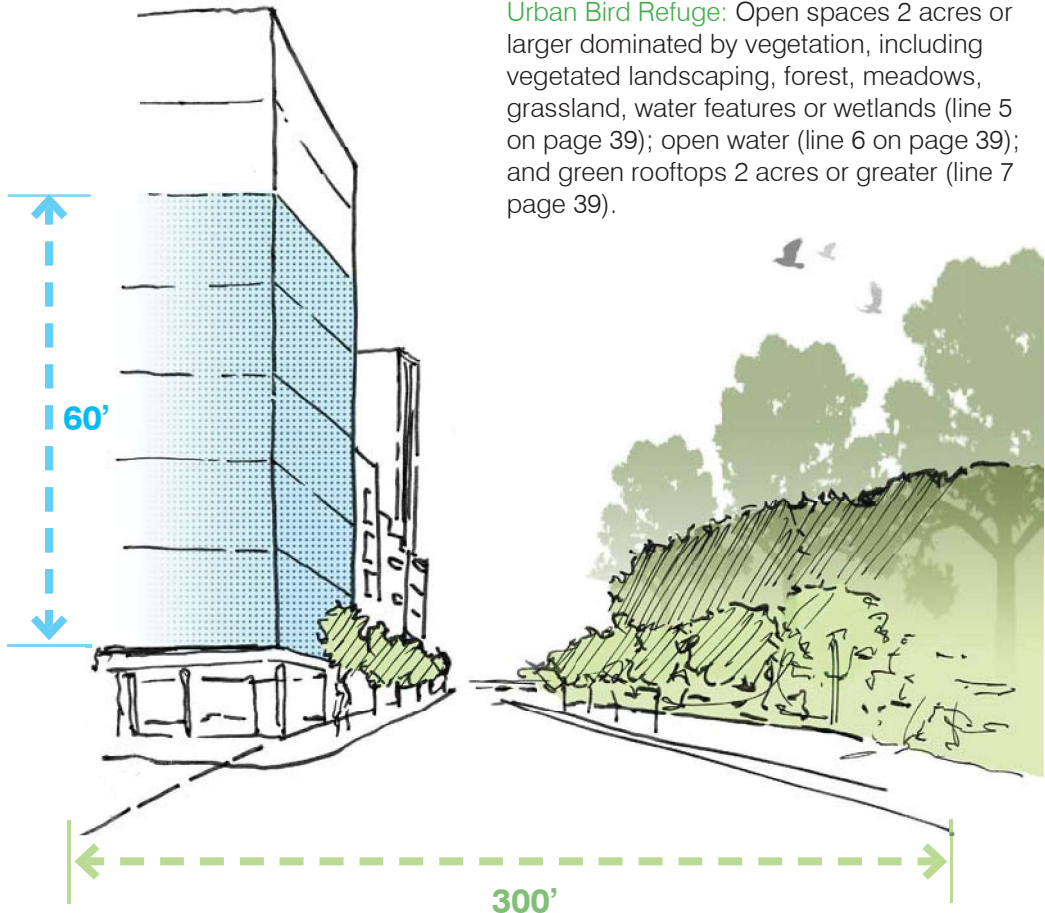 Urban Bird Refuge: Open spaces 2 acres or
larger dominated by vegetation, including
vegetated landscaping, forest, meadows,
grassland, water features or wetlands (line 5
on page 39); open water (line 6 on page 39);
and green rooftops 2 acres or greater (line 7
page 39).
60’
300’